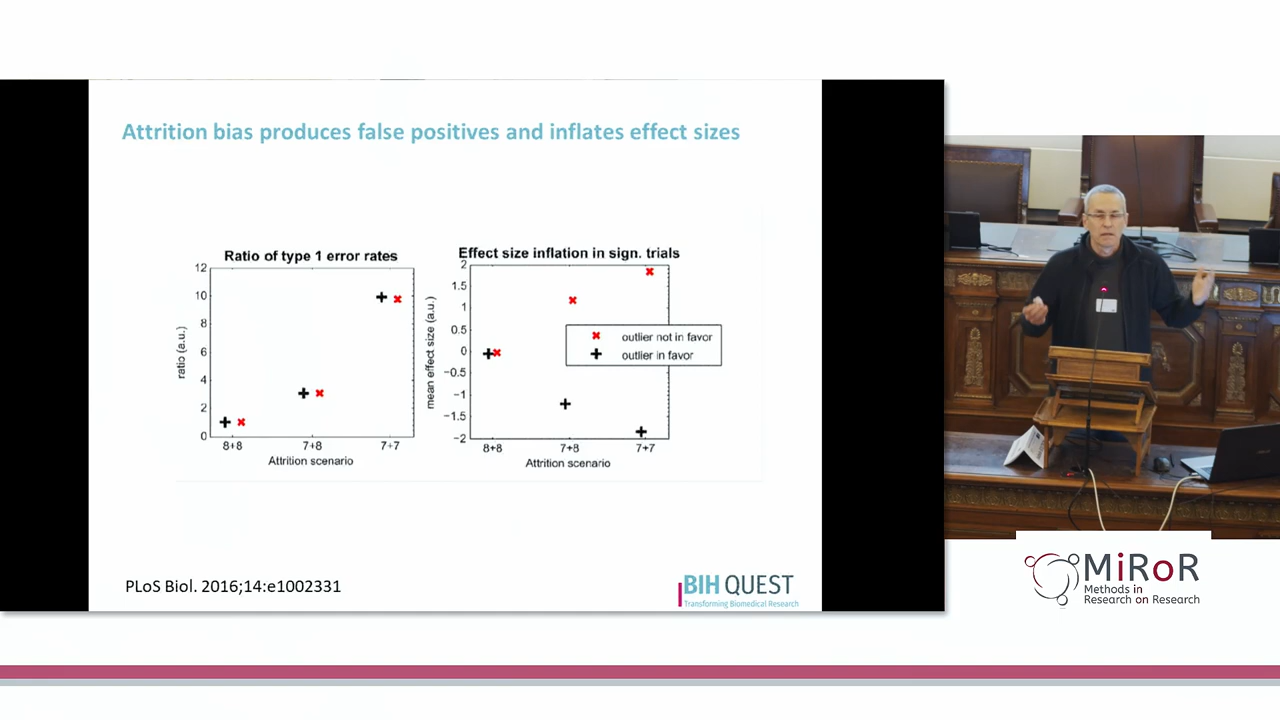 Attrition bias produces false positives and inflates effect sizes
Ratio of type 1 error rates
12
10
8
6
4
2
0
ratio (a.u.)
8+8
7+8
7+7
Attrition scenario
Effect size inflation in sign. trials
2
1.5
1
0.5
0
−0.5
−1
−1.5
−2
mean effect size (a.u.)
outlier not in favor
outlier in favor
8+8
7+8
7+7
Attrition scenario
PLoS Biol. 2016;14:e1002331
BIH QUEST
Transforming Biomedical Research
MiRoR
Methods in
Research on Research